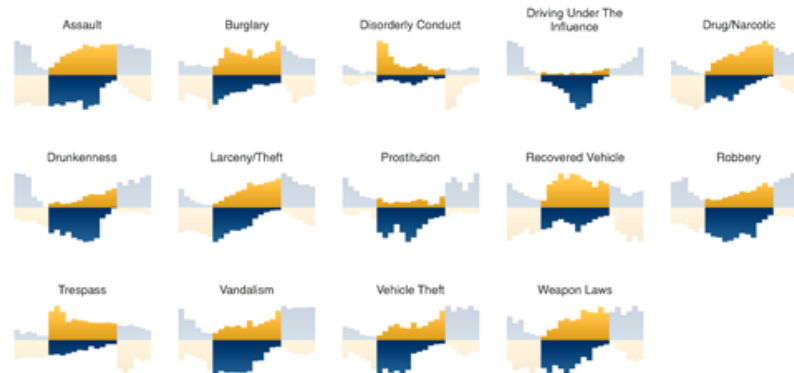 Assault
Burglary
Disorderly Conduct
Driving Under The
Influence
Drug/Narcotic
Drunkenness
Larceny/Theft
Prostitution
Recovered Vehicle
Robbery
Trespass
Vandalism
Vehicle Theft
Weapon Laws